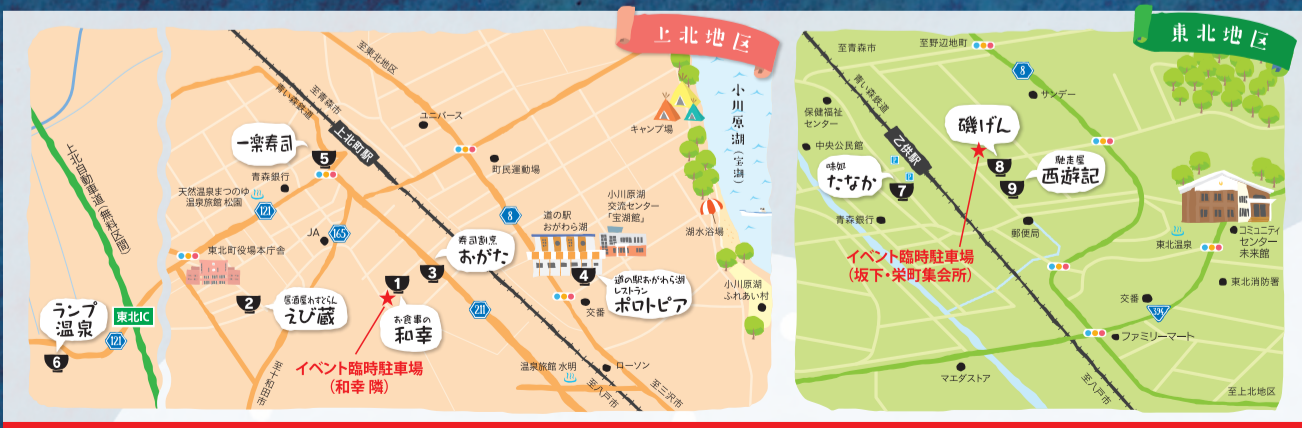 上北地区
至東北地区
至青森市
青い森鉄道
上北町駅
ユニバース
キャンプ場
小川原湖(宝湖)
一楽寿司
5
青森銀行
天然温泉まつのゆ
温泉旅館 松園
121
町民運動場
小川原湖
交流センター
「宝湖館」
湖水浴場
上北自動車道(無料区間)
JA
165
8
道の駅
おがわら湖
東北町役場本庁舎
寿司割烹
おがた
3
1
お食事の
和幸
4
道の駅おがわら湖
レストラン
ポロトピア
小川原湖
ふれあい村
2
居酒屋れすとらん
えび蔵
211
交番
ランプ
温泉
6
東北IC
121
イベント臨時駐車場
(和幸 隣)
至十和田市
温泉旅館 水明
ローソン
至八戸市
至三沢市
東北地区
至青森市
至野辺地町
8
サンデー
青い森鉄道
保健福祉
センター
中央公民館
乙供駅
磯げん
8
味処
たなか
7
P
P
9
馳走屋
西遊記
青森銀行
郵便局
東北温泉
コミュニティ
センター
未来館
イベント臨時駐車場
(坂下・栄町集会所)
東北消防署
交番
394
ファミリーマート
マエダストア
至八戸市
至上北地区